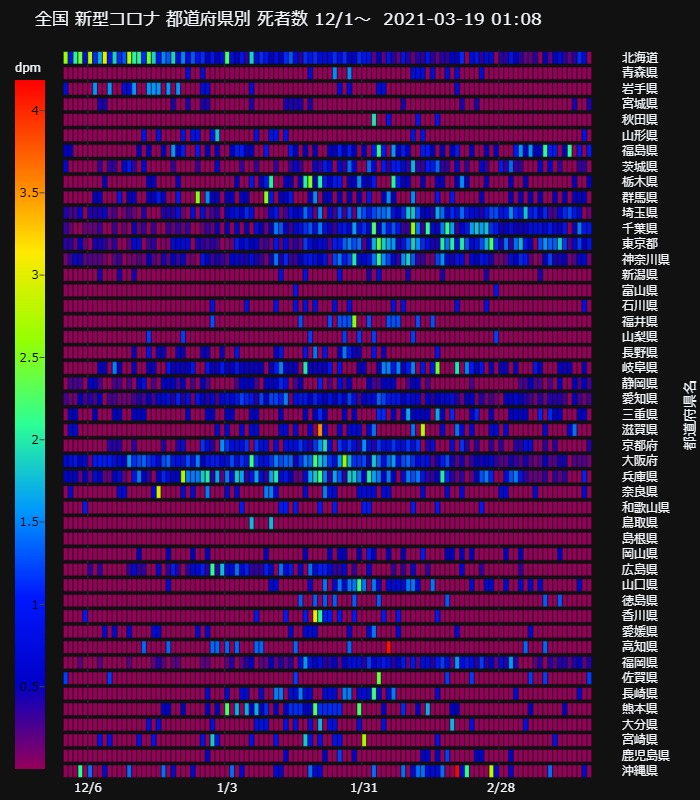 全国 新型コロナ 都道府県別 死者数 12/1～ 2021-03-19 01:08
dpm
4
3.5
3
2.5
2
1.5
1
0.5
北海道
青森県
岩手県
宮城県
秋田県
山形県
福島県
茨城県
栃木県
群馬県
埼玉県
千葉県
東京都
神奈川県
新潟県
富山県
石川県
福井県
山梨県
長野県
岐阜県
静岡県
愛知県
三重県
滋賀県
京都府
大阪府
兵庫県
奈良県
和歌山県
鳥取県
島根県
岡山県
広島県
山口県
徳島県
香川県
愛媛県
高知県
福岡県
佐賀県
長崎県
熊本県
大分県
宮崎県
鹿児島県
沖縄県
都道府県名
12/6 1/3 1/31 2/28